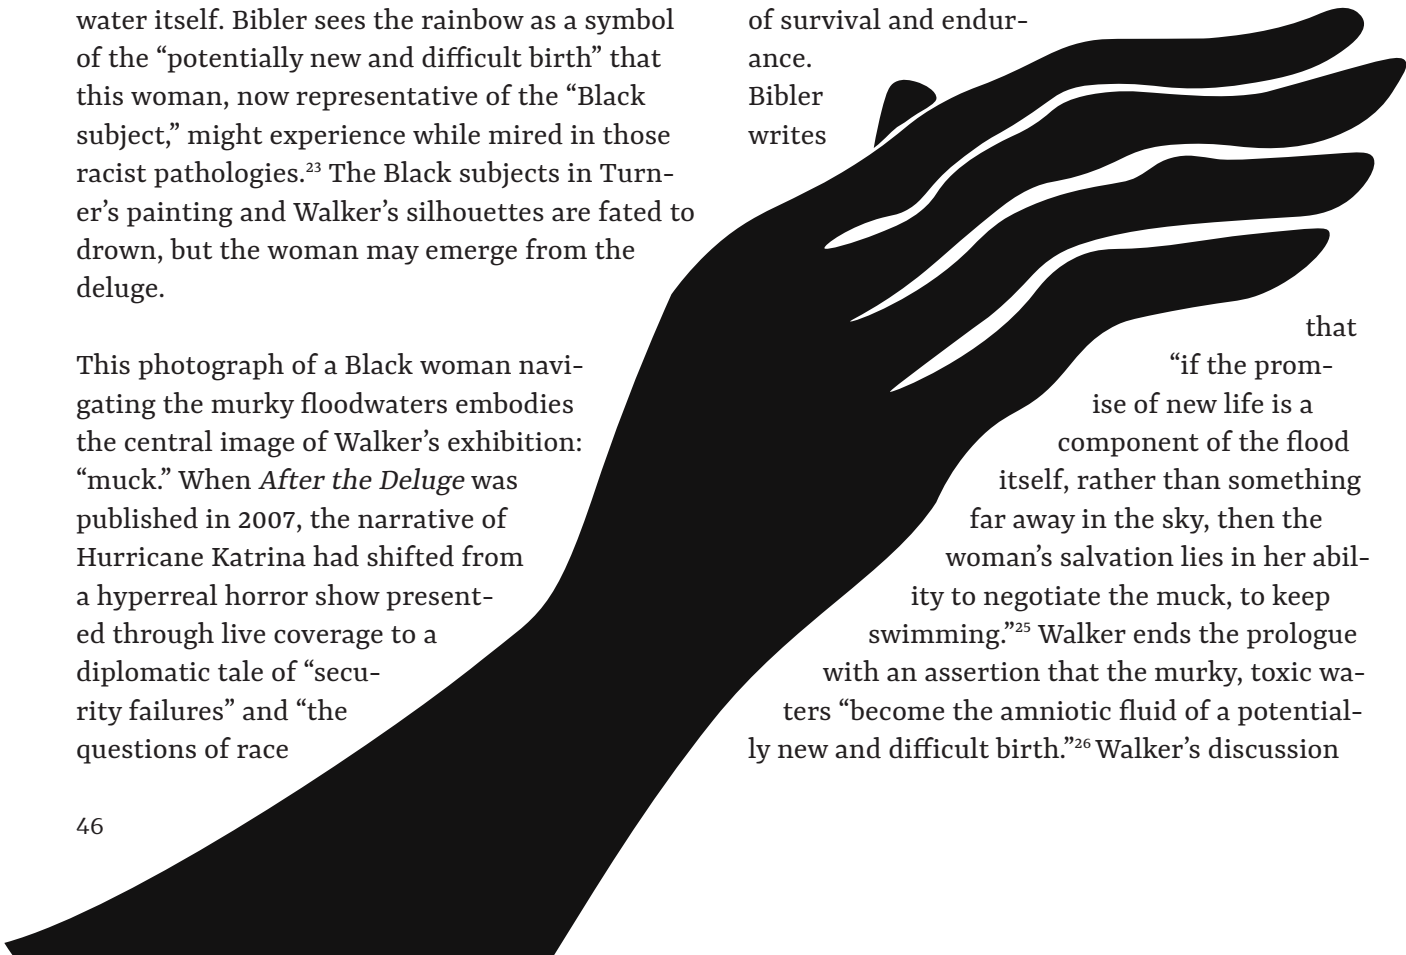 water itself. Bibler sees the rainbow as a symbol
of the “potentially new and difficult birth” that
this woman, now representative of the “Black
subject,” might experience while mired in those
racist pathologies.²³ The Black subjects in Turn-
er’s painting and Walker’s silhouettes are fated to
drown, but the woman may emerge from the
deluge.
This photograph of a Black woman navi-
gating the murky floodwaters embodies
the central image of Walker’s exhibition:
“muck.” When After the Deluge was
published in 2007, the narrative of
Hurricane Katrina had shifted from
a hyperreal horror show present-
ed through live coverage to a
diplomatic tale of “secu-
rity failures” and “the
questions of race
of survival and endur-
ance.
Bibler
writes
that
“if the prom-
ise of new life is a
component of the flood
itself, rather than something
far away in the sky, then the
woman’s salvation lies in her abil-
ity to negotiate the muck, to keep
swimming.”²⁵ Walker ends the prologue
with an assertion that the murky, toxic wa-
ters “become the amniotic fluid of a potential-
ly new and difficult birth.”²⁶ Walker’s discussion
46